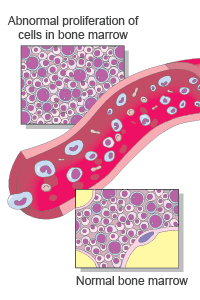 Abnormal proliferation of
cells in bone marrow
Normal bone marrow